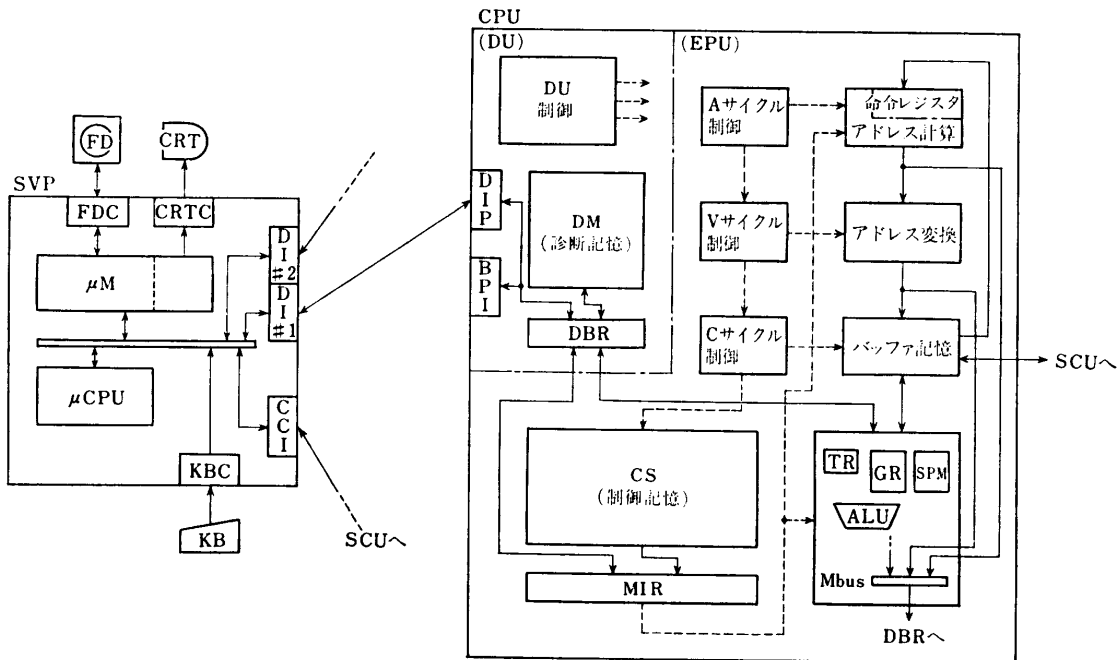 CPU
(DU)
(EPU)
DU
制御
Aサイクル
制御
命令レジスタ
アドレス計算
FD
CRT
SVP
FDC
CRTC
DI#2
DI#1
μM
μCPU
CCI
KBC
KB
SCUへ
DIP
BPI
DM
(診断記憶)
DBR
Vサイクル
制御
アドレス変換
Cサイクル
制御
バッファ記憶
SCUへ
CS
(制御記憶)
MIR
TR
GR
SPM
ALU
Mbus
DBRへ